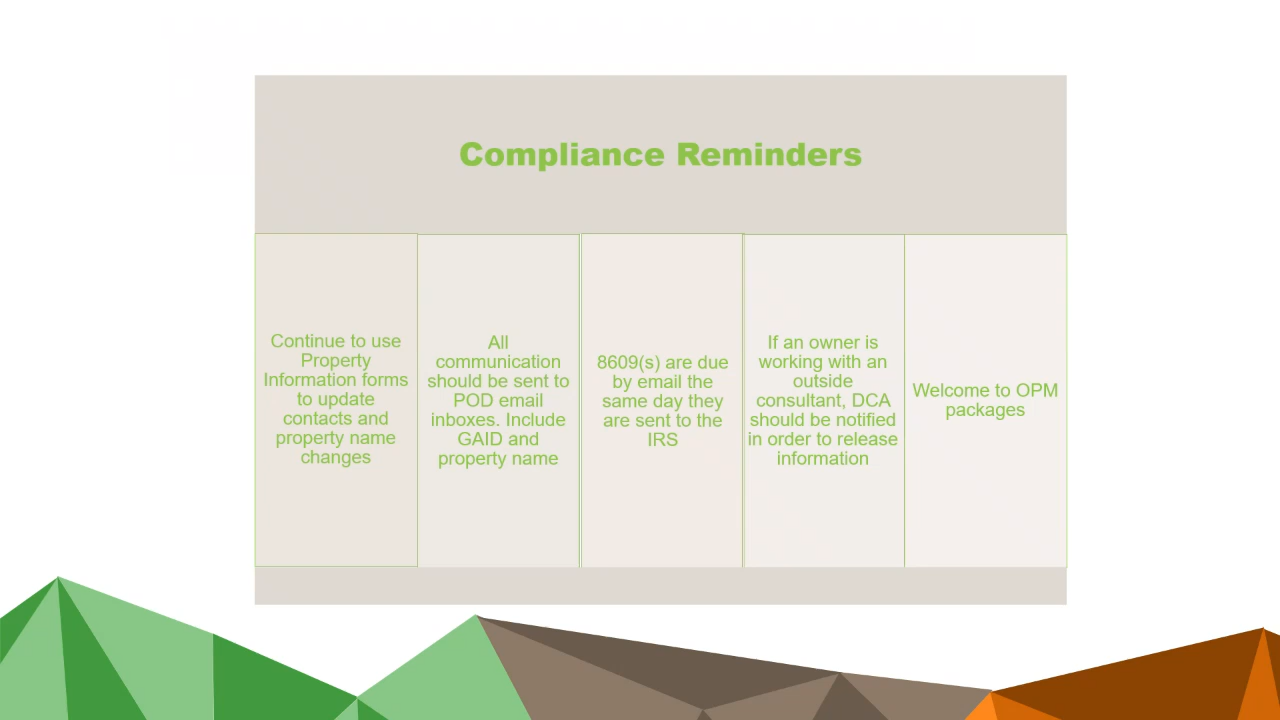 Compliance Reminders
Continue to use
Property
Information forms
to update
contacts and
property name
changes
All
communication
should be sent to
POD email
inboxes. Include
GAID and
property name
8609(s) are due
by email the
same day they
are sent to the
IRS
If an owner is
working with an
outside
consultant, DCA
should be notified
in order to release
information
Welcome to OPM
packages